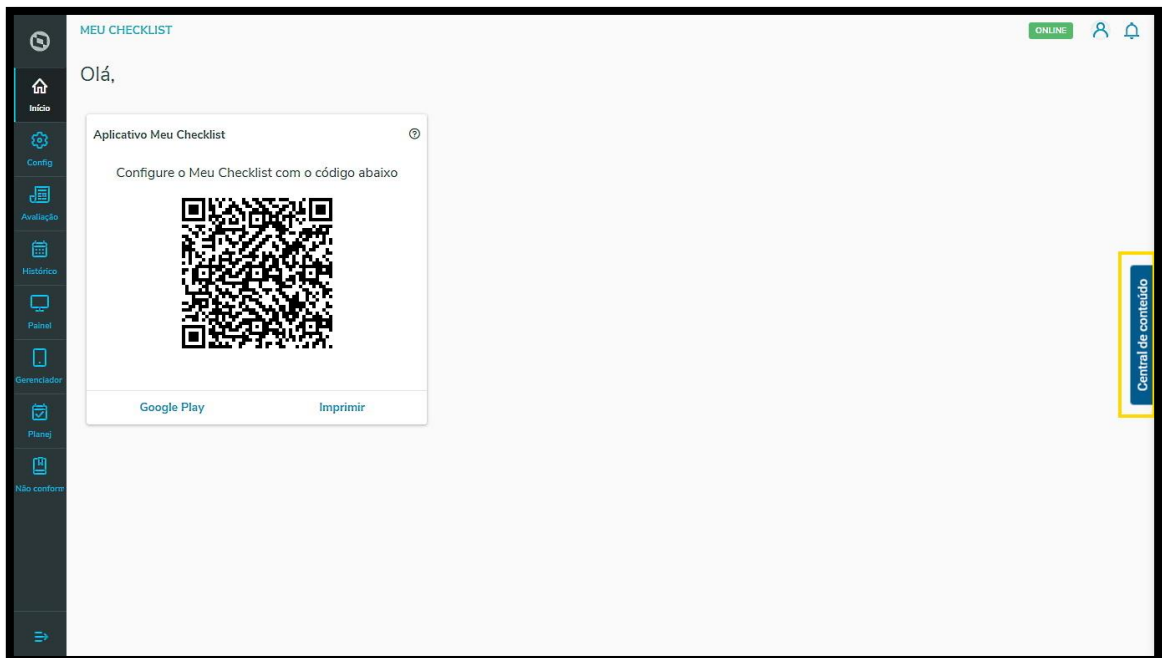 MEU CHECKLIST
ONLINE
Olá,
Início
Config
Avaliação
Histórico
Painel
Gerenciador
Planej
Não conform
Aplicativo Meu Checklist
Configure o Meu Checklist com o código abaixo
Google Play
Imprimir
Central de conteúdo